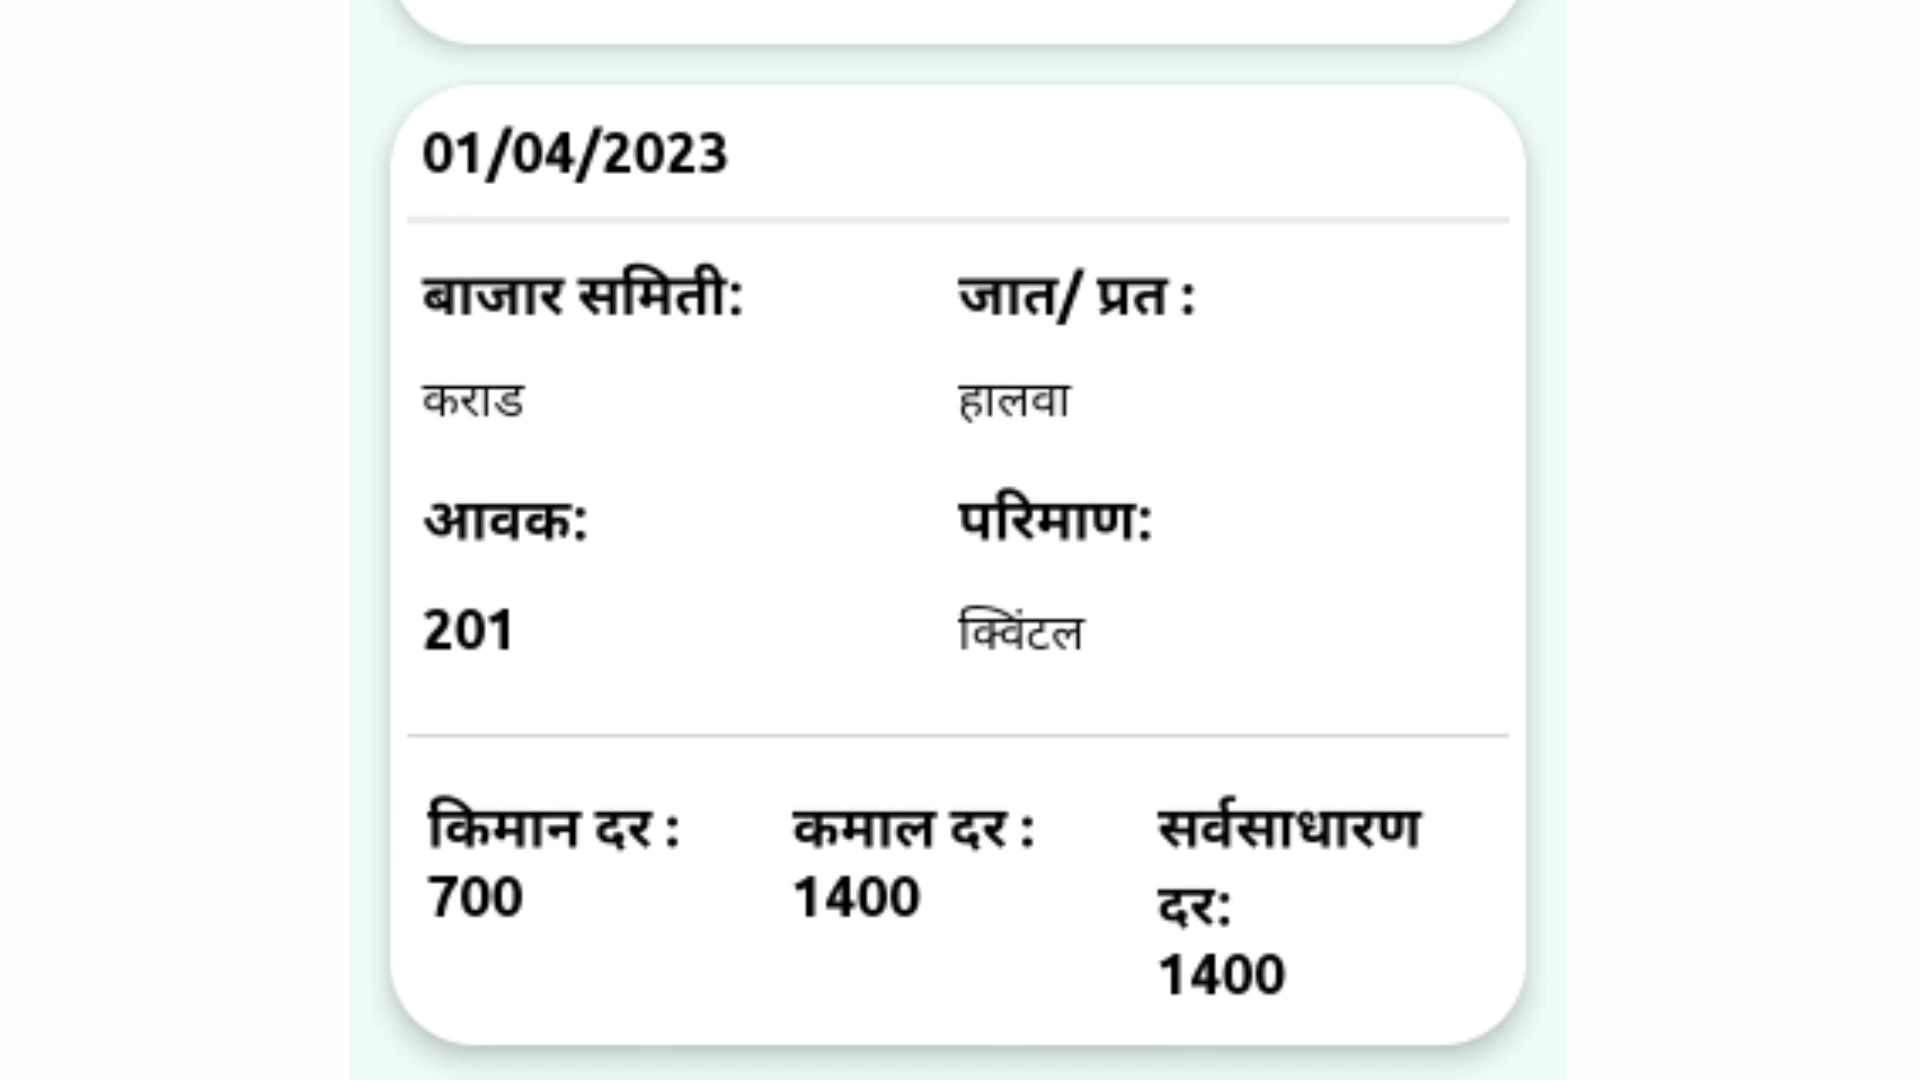 01/04/2023
बाजार समिती: जात/ प्रत :
कराड हालवा
आवक: परिमाण:
201 क्विंटल
किमान दर : कमाल दर : सर्वसाधारण
700 1400 दर:
1400